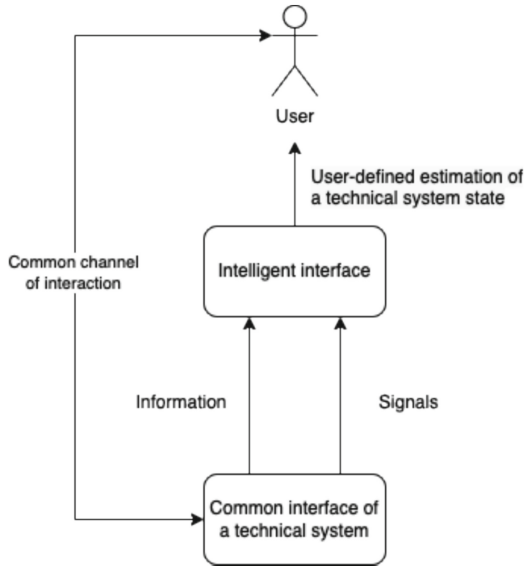 User
User-defined estimation of
a technical system state
Common channel
of interaction
Intelligent interface
Information
Signals
Common interface of
a technical system